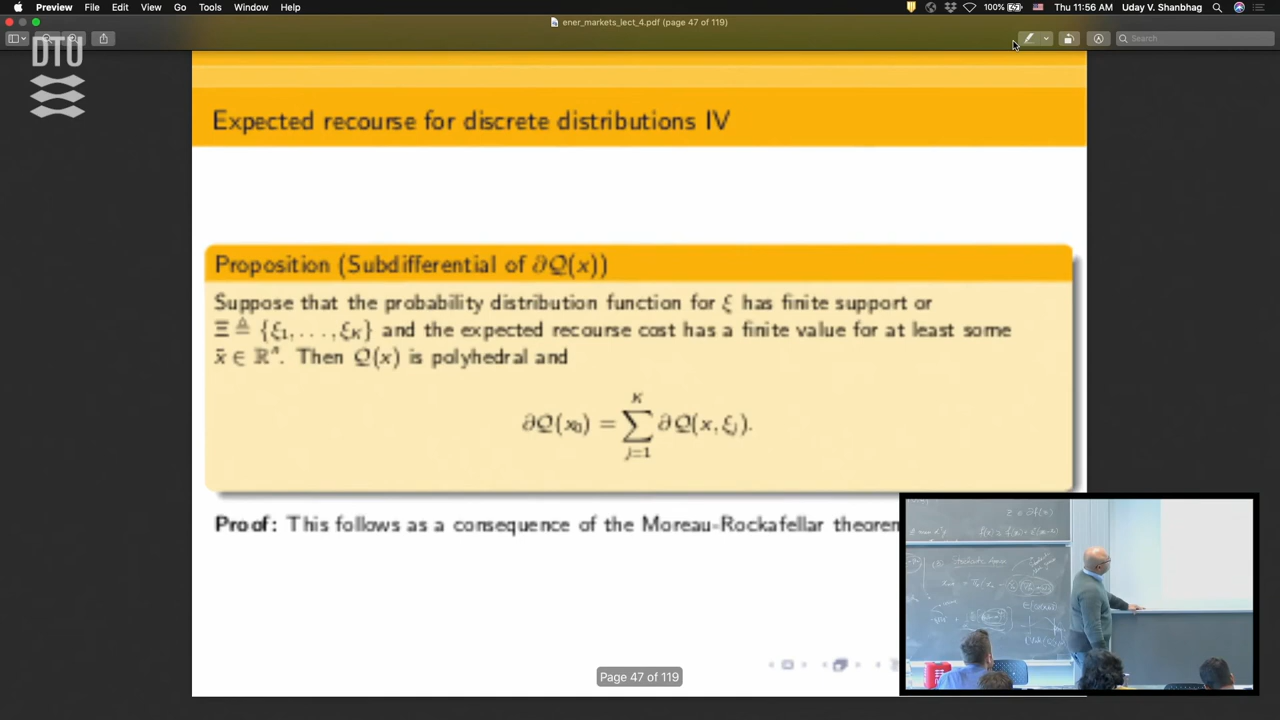 Preview File Edit View Go Tools Window Help 100% Thu 11:56 AM Uday V. Shanbhag
ener_markets_lect_4.pdf (page 47 of 119)
Search
DTU
Expected recourse for discrete distributions IV
Proposition (Subdifferential of ∂Q(x))
Suppose that the probability distribution function for ξ has finite support or
Ξ ≜ {ξ₁, . . . , ξ_K} and the expected recourse cost has a finite value for at least some
x̄ ∈ ℝⁿ. Then Q(x) is polyhedral and
∂Q(x₀) = ∑_{j=1}^{K} ∂Q(x, ξ_j).
Proof: This follows as a consequence of the Moreau-Rockafellar theorem
Page 47 of 119